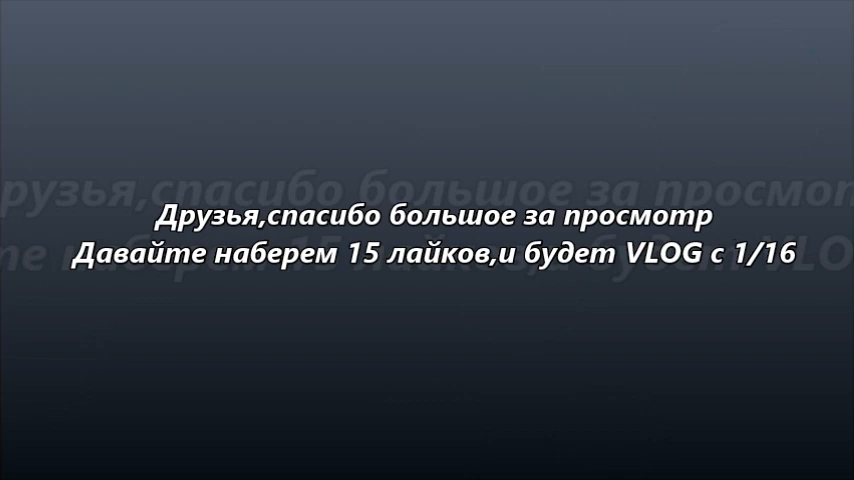 Друзья,спасибо большое за просмотр
Давайте наберем 15 лайков,и будет VLOG с 1/16